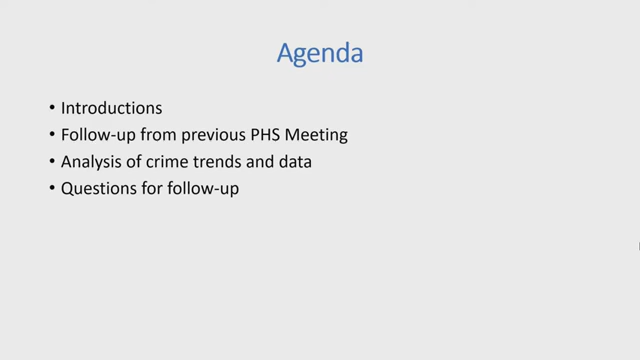 Agenda
• Introductions
• Follow-up from previous PHS Meeting
• Analysis of crime trends and data
• Questions for follow-up